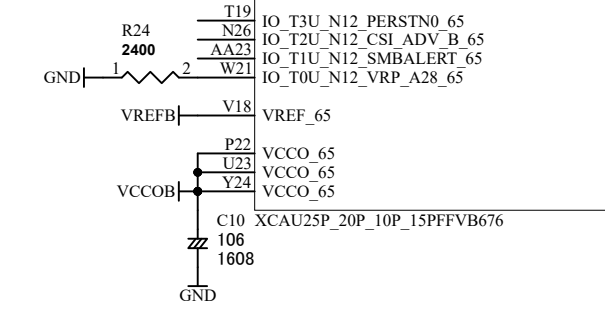 T19 IO_T3U_N12_PERSTN0_65
R24 N26 IO_T2U_N12_CSI_ADV_B_65
2400 AA23 IO_T1U_N12_SMBALERT_65
GND 1 2 W21 IO_T0U_N12_VRP_A28_65
VREFB V18 VREF_65
P22 VCCO_65
U23 VCCO_65
VCCOB Y24 VCCO_65
C10 XCAU25P_20P_10P_15PFFVB676
106
1608
GND